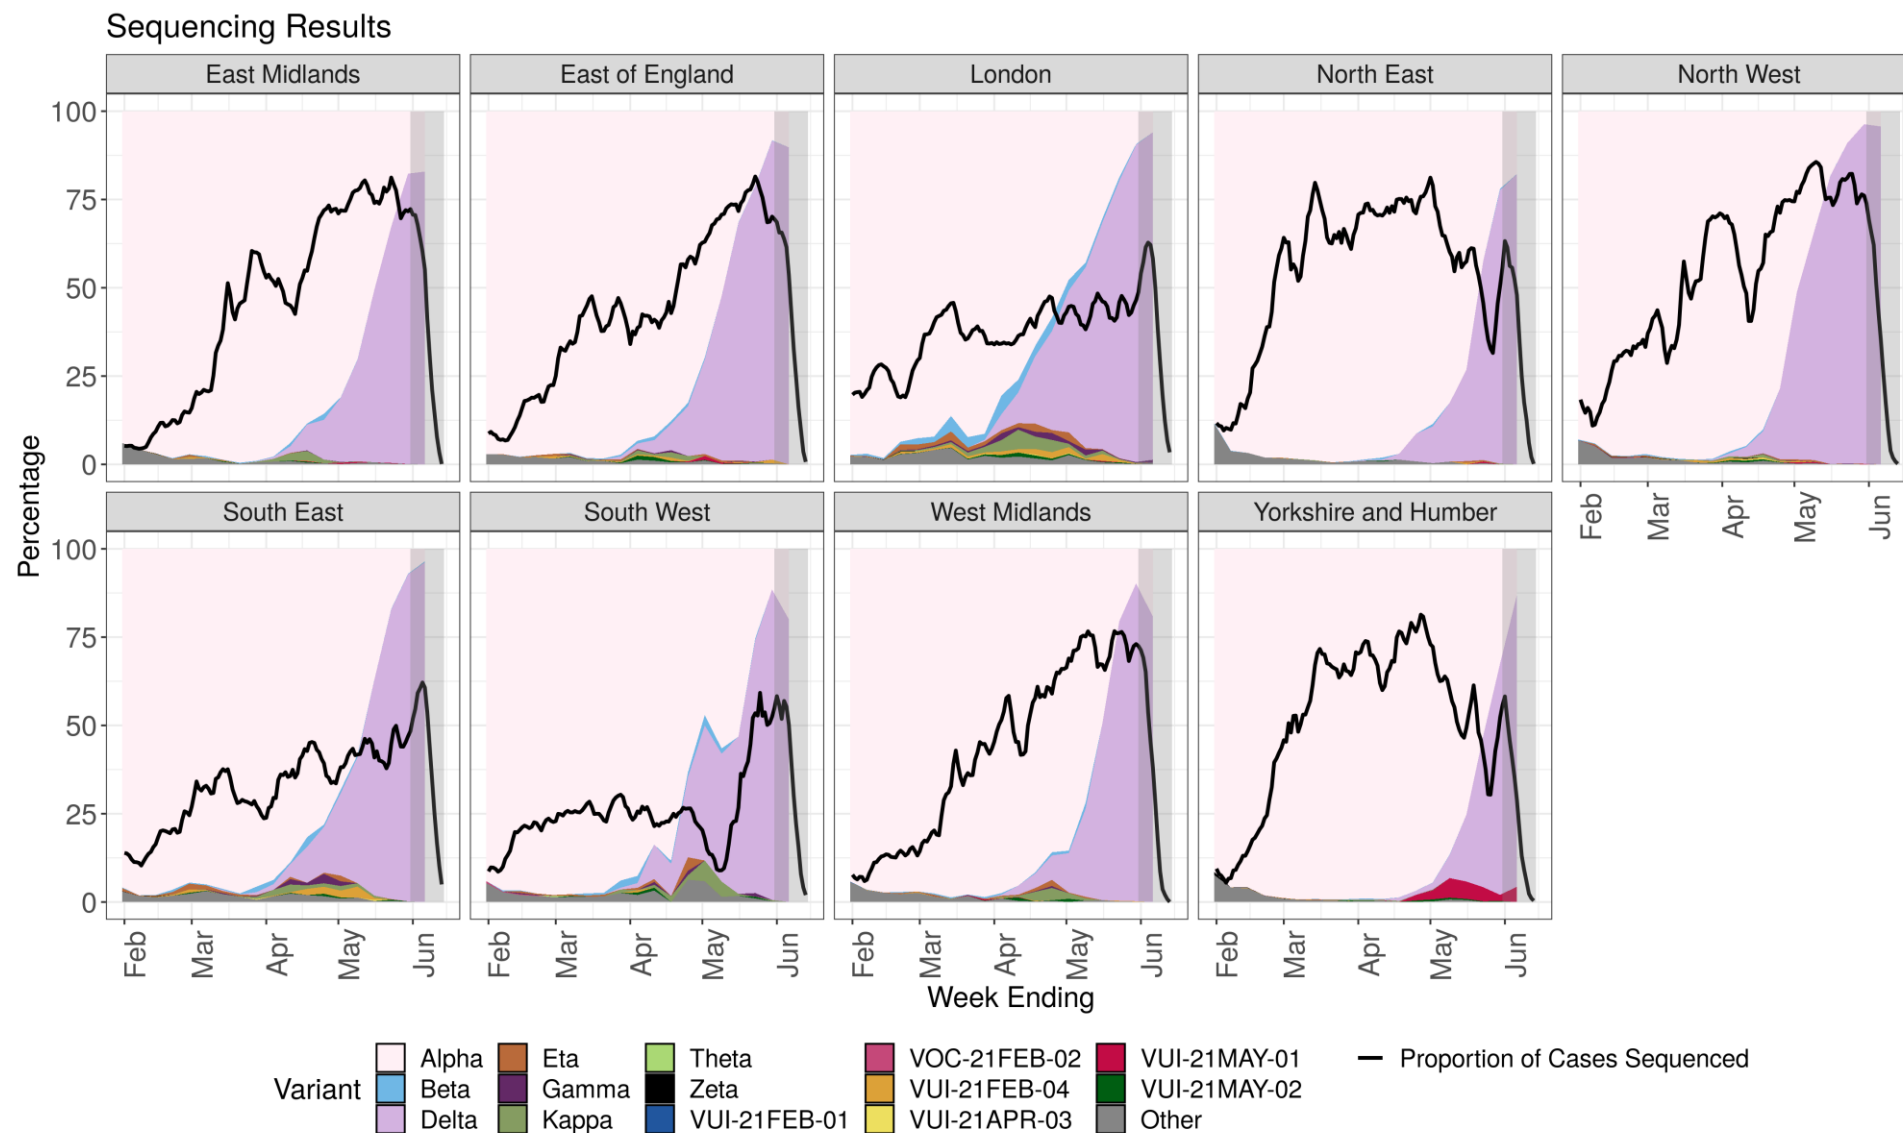 Sequencing Results
East Midlands
East of England
London
North East
North West
100
75
50
25
0
Feb
Mar
Apr
May
Jun
South East
South West
West Midlands
Yorkshire and Humber
100
75
50
25
0
Percentage
Feb
Mar
Apr
May
Jun
Feb
Mar
Apr
May
Jun
Feb
Mar
Apr
May
Jun
Feb
Mar
Apr
May
Jun
Week Ending
Variant
Alpha
Beta
Delta
Eta
Gamma
Kappa
Theta
Zeta
VUI-21FEB-01
VOC-21FEB-02
VUI-21FEB-04
VUI-21APR-03
VUI-21MAY-01
VUI-21MAY-02
Other
Proportion of Cases Sequenced